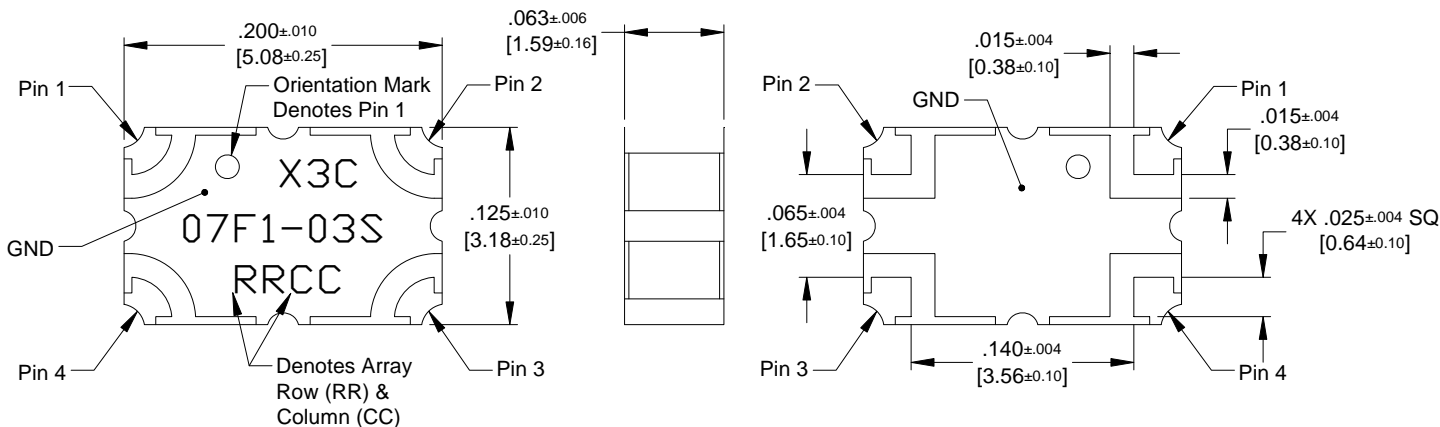 .200±.010
[5.08±0.25]
.063±.006
[1.59±0.16]
.015±.004
[0.38±0.10]
Pin 1
Orientation Mark
Denotes Pin 1
Pin 2
Pin 2
GND
Pin 1
.015±.004
[0.38±0.10]
X3C
07F1-03S
RRCC
GND
.125±.010
[3.18±0.25]
.065±.004
[1.65±0.10]
4X .025±.004 SQ
[0.64±0.10]
Pin 4
Denotes Array
Row (RR) &
Column (CC)
Pin 3
Pin 3
.140±.004
[3.56±0.10]
Pin 4